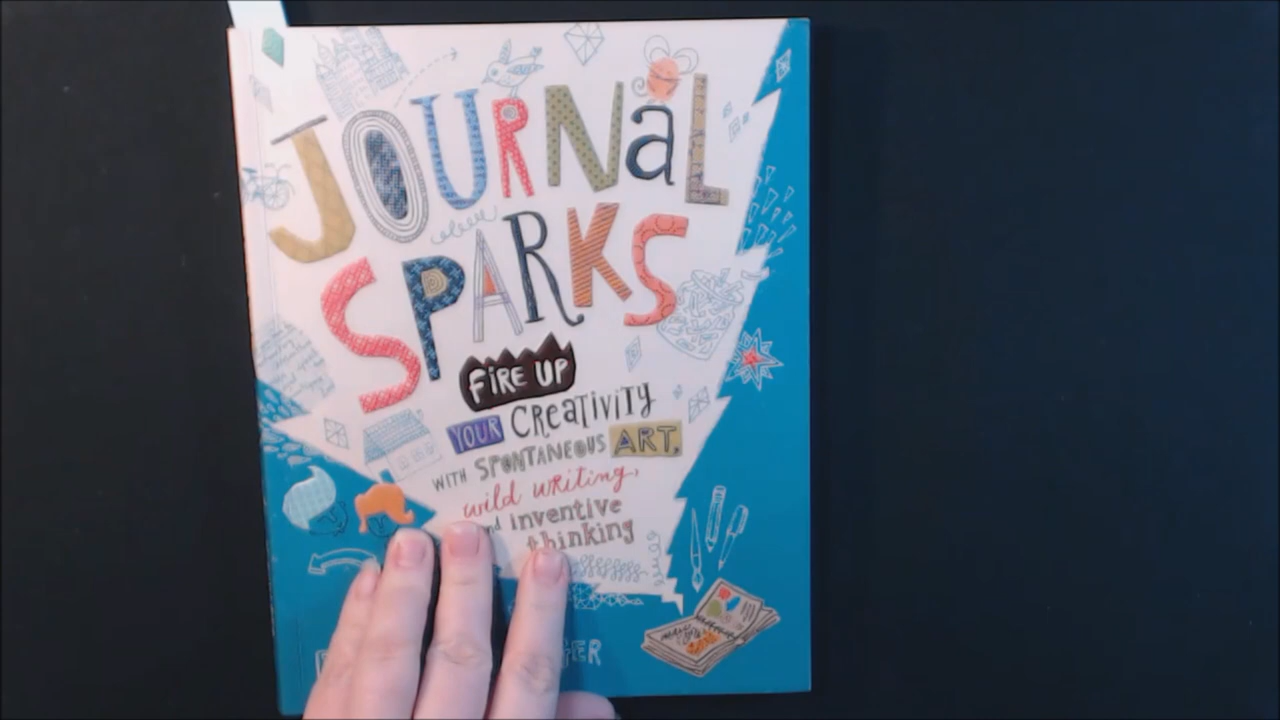 JOURNaL
SPARKS
FiRE UP
YOUR CREATiViTY
WITH SPONTANEOUS ART,
wild writing,
inventive
thinking